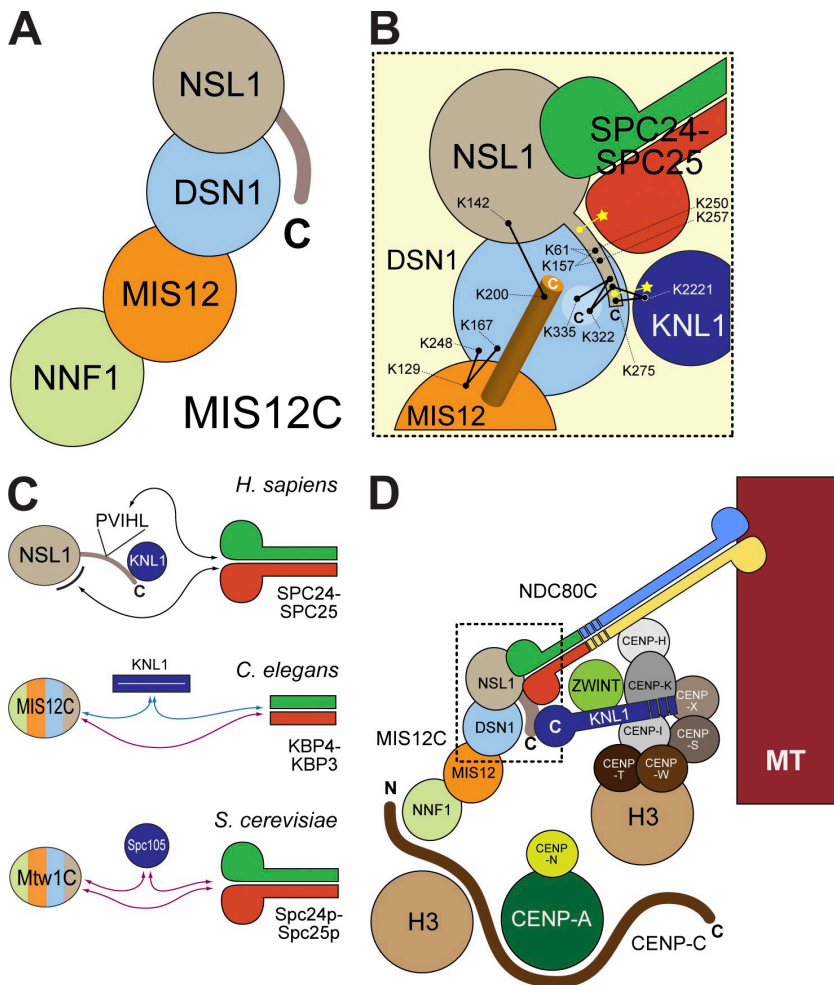 A
NSL1
DSN1
C
MIS12
NNF1
MIS12C
B
SPC24-
SPC25
NSL1
K142
K250
K257
K61
K157
DSN1
C
K200
K2221
C
C
K335
K322
KNL1
K167
K248
K129
K275
MIS12
C
H. sapiens
PVIHL
NSL1
KNL1
C
SPC24-
SPC25
C. elegans
KNL1
MIS12C
KBP4-
KBP3
S. cerevisiae
Spc105
Mtw1C
Spc24p-
Spc25p
D
NDC80C
CENP-H
NSL1
ZWINT
CENP-K
CENP
-X
DSN1
C
C
KNL1
CENP-I
CENP
-S
MIS12C
MIS12
CENP
-T
CENP
-W
MT
N
NNF1
H3
CENP
-N
H3
CENP-A
CENP-C
C